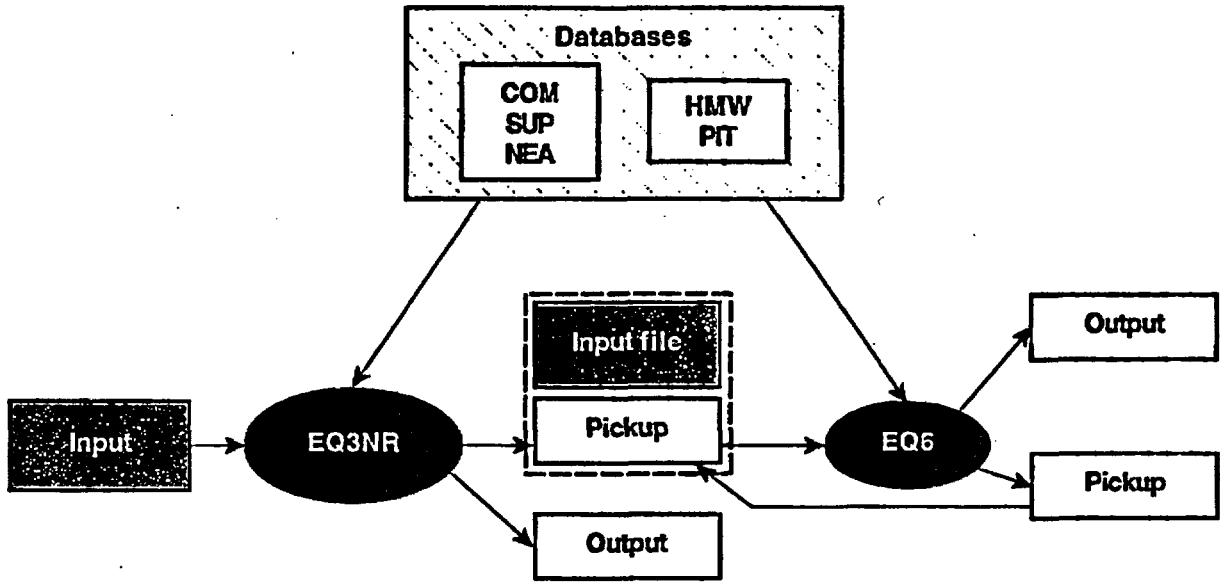 Databases
COM
SUP
NEA
HMW
PIT
Input file
Output
Input
EQ3NR
Pickup
EQ6
Pickup
Output